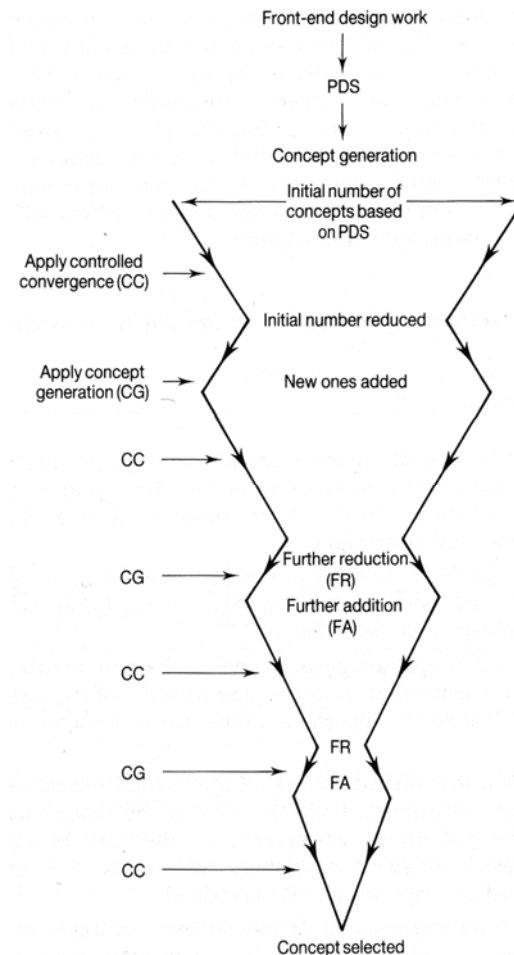 Front-end design work
PDS
Concept generation
Initial number of
concepts based
on PDS
Apply controlled
convergence (CC)
Initial number reduced
Apply concept
generation (CG)
New ones added
CC
Further reduction
(FR)
CG
Further addition
(FA)
CC
FR
CG
FA
CC
Concept selected